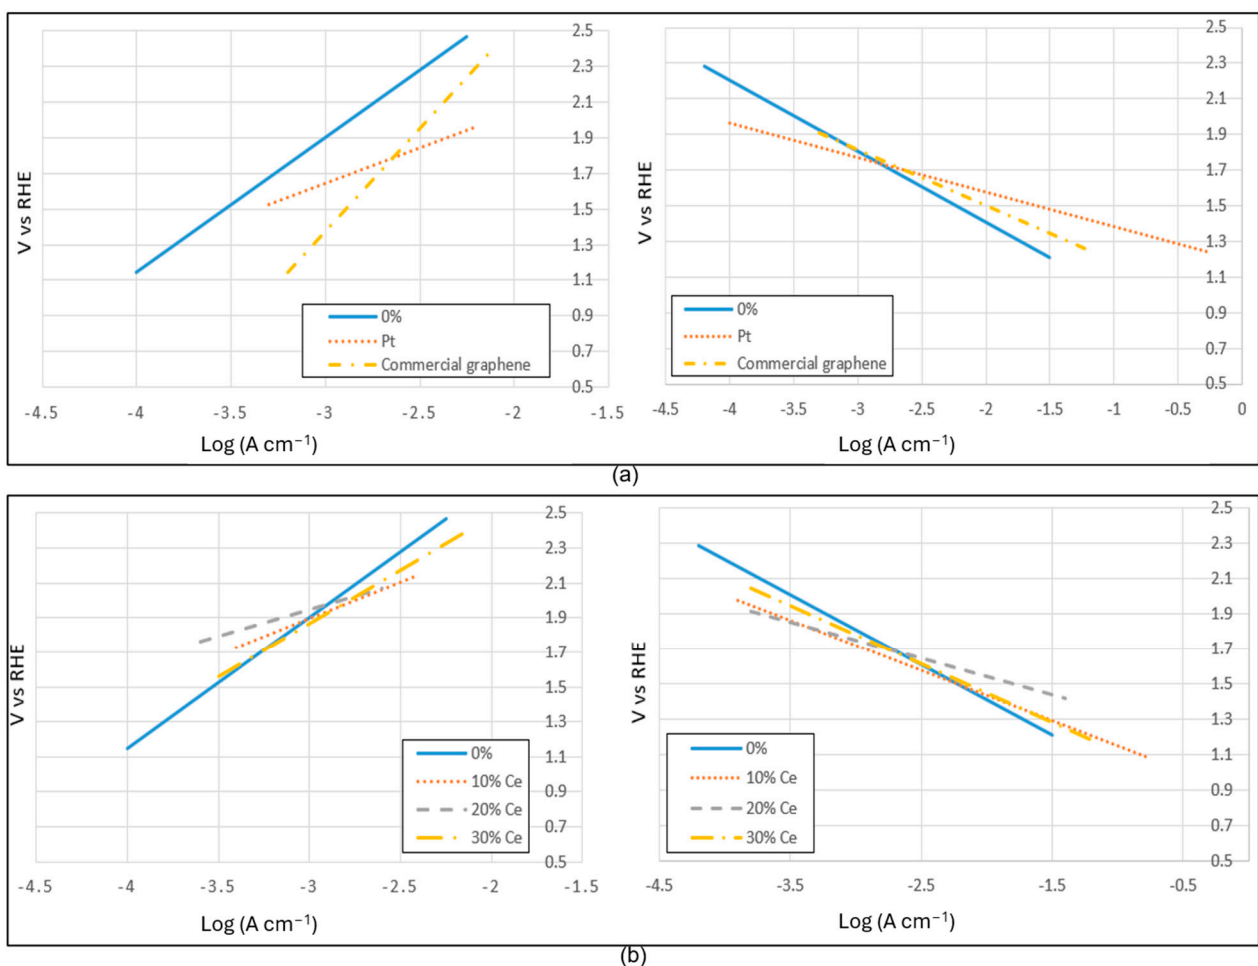 2.5
2.3
2.1
1.9
1.7
1.5
1.3
1.1
0.9
0.7
0.5
V vs RHE
0%
Pt
Commercial graphene
-4.5 -4 -3.5 -3 -2.5 -2 -1.5
Log (A cm⁻¹)
2.5
2.3
2.1
1.9
1.7
1.5
1.3
1.1
0.9
0.7
0.5
V vs RHE
0%
Pt
Commercial graphene
-4.5 -4 -3.5 -3 -2.5 -2 -1.5 -1 -0.5 0
Log (A cm⁻¹)
(a)
2.5
2.3
2.1
1.9
1.7
1.5
1.3
1.1
0.9
0.7
0.5
V vs RHE
0%
10% Ce
20% Ce
30% Ce
-4.5 -4 -3.5 -3 -2.5 -2 -1.5
Log (A cm⁻¹)
2.5
2.3
2.1
1.9
1.7
1.5
1.3
1.1
0.9
0.7
0.5
V vs RHE
0%
10% Ce
20% Ce
30% Ce
-4.5 -3.5 -2.5 -1.5 -0.5
Log (A cm⁻¹)
(b)